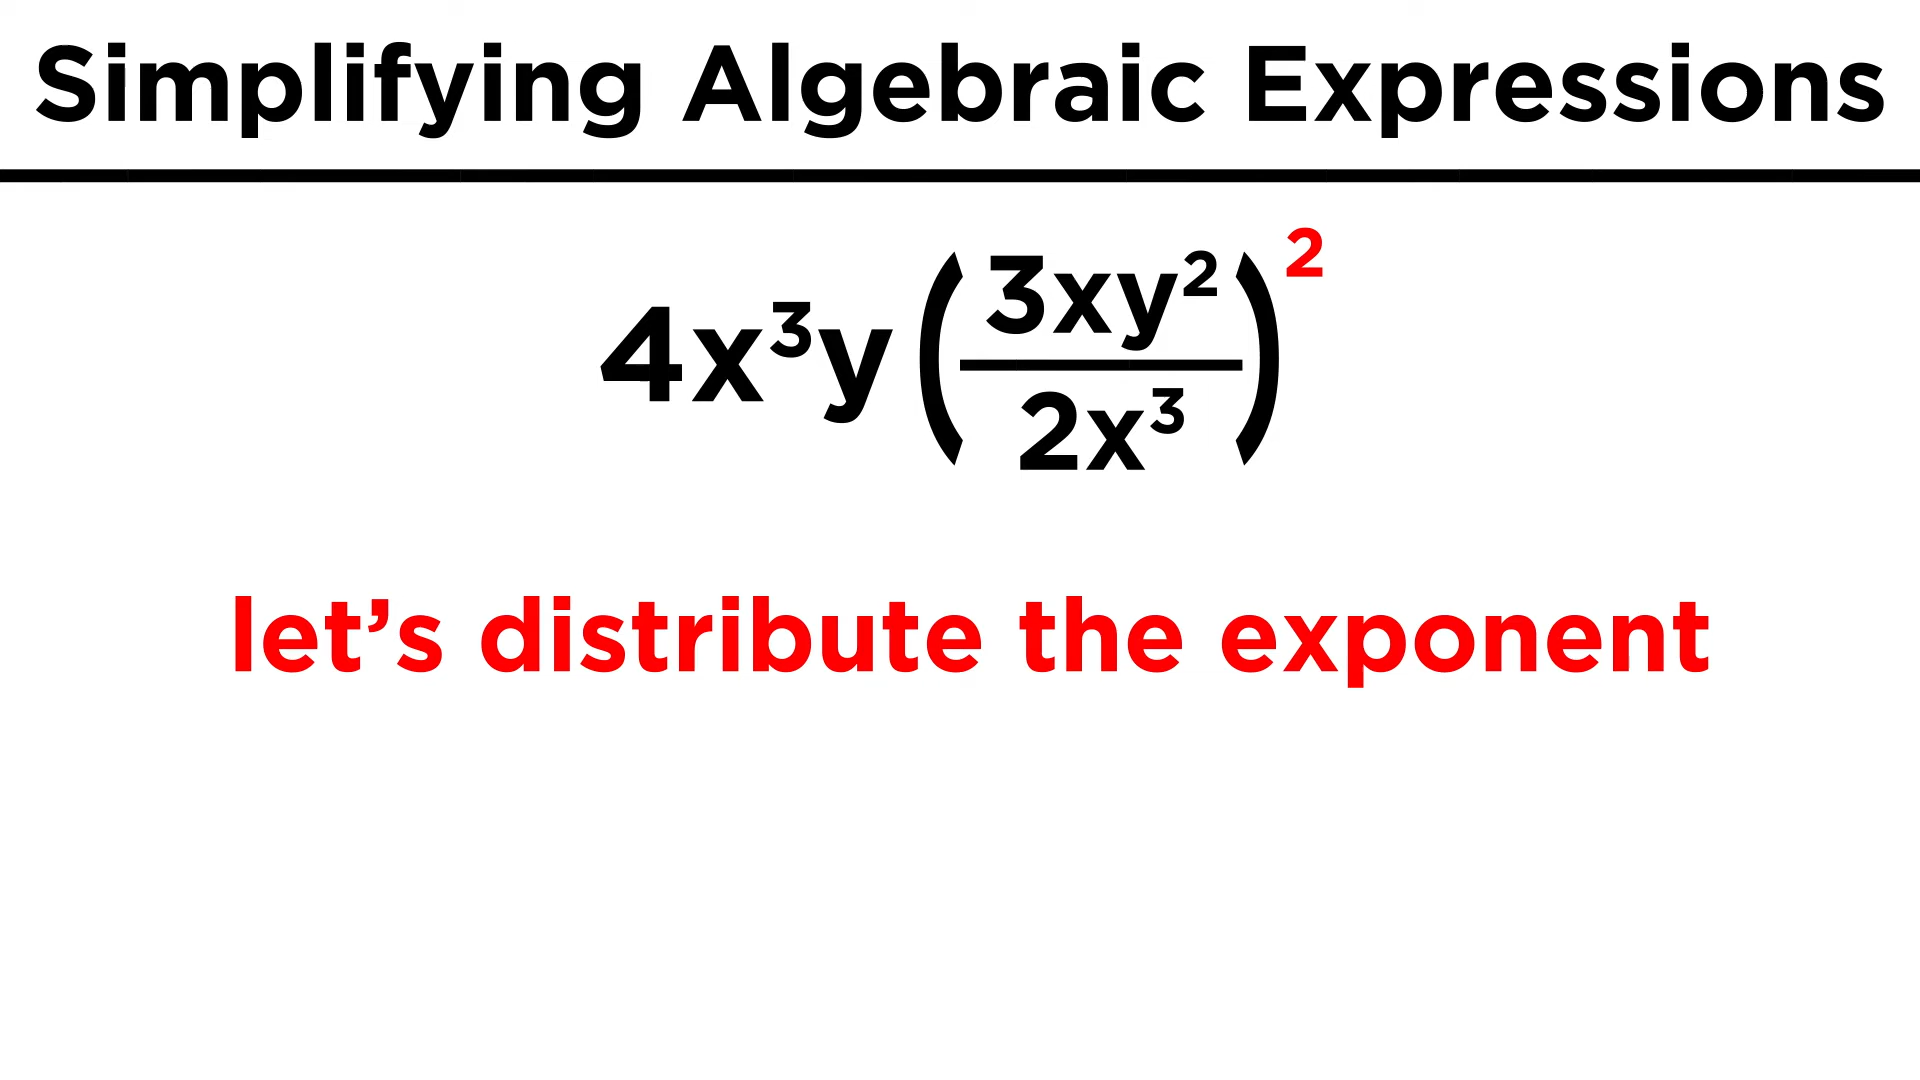 Simplifying Algebraic Expressions
4x³y(3xy²/2x³)²
let’s distribute the exponent